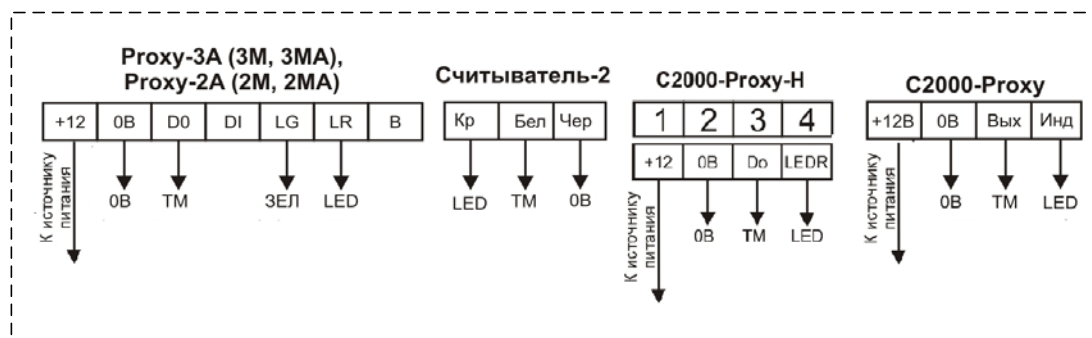 Proxy-3A (3M, 3MA),
Proxy-2A (2M, 2MA)
+12 0В D0 DI LG LR B
К источнику
питания
0В ТМ ЗЕЛ LED
Считыватель-2
Кр Бел Чер
LED ТМ 0В
С2000-Proxy-H
1 2 3 4
+12 0В Do LEDR
К источнику
питания
0В ТМ LED
С2000-Proxy
+12В 0В Вых Инд
К источнику
питания
0В ТМ LED